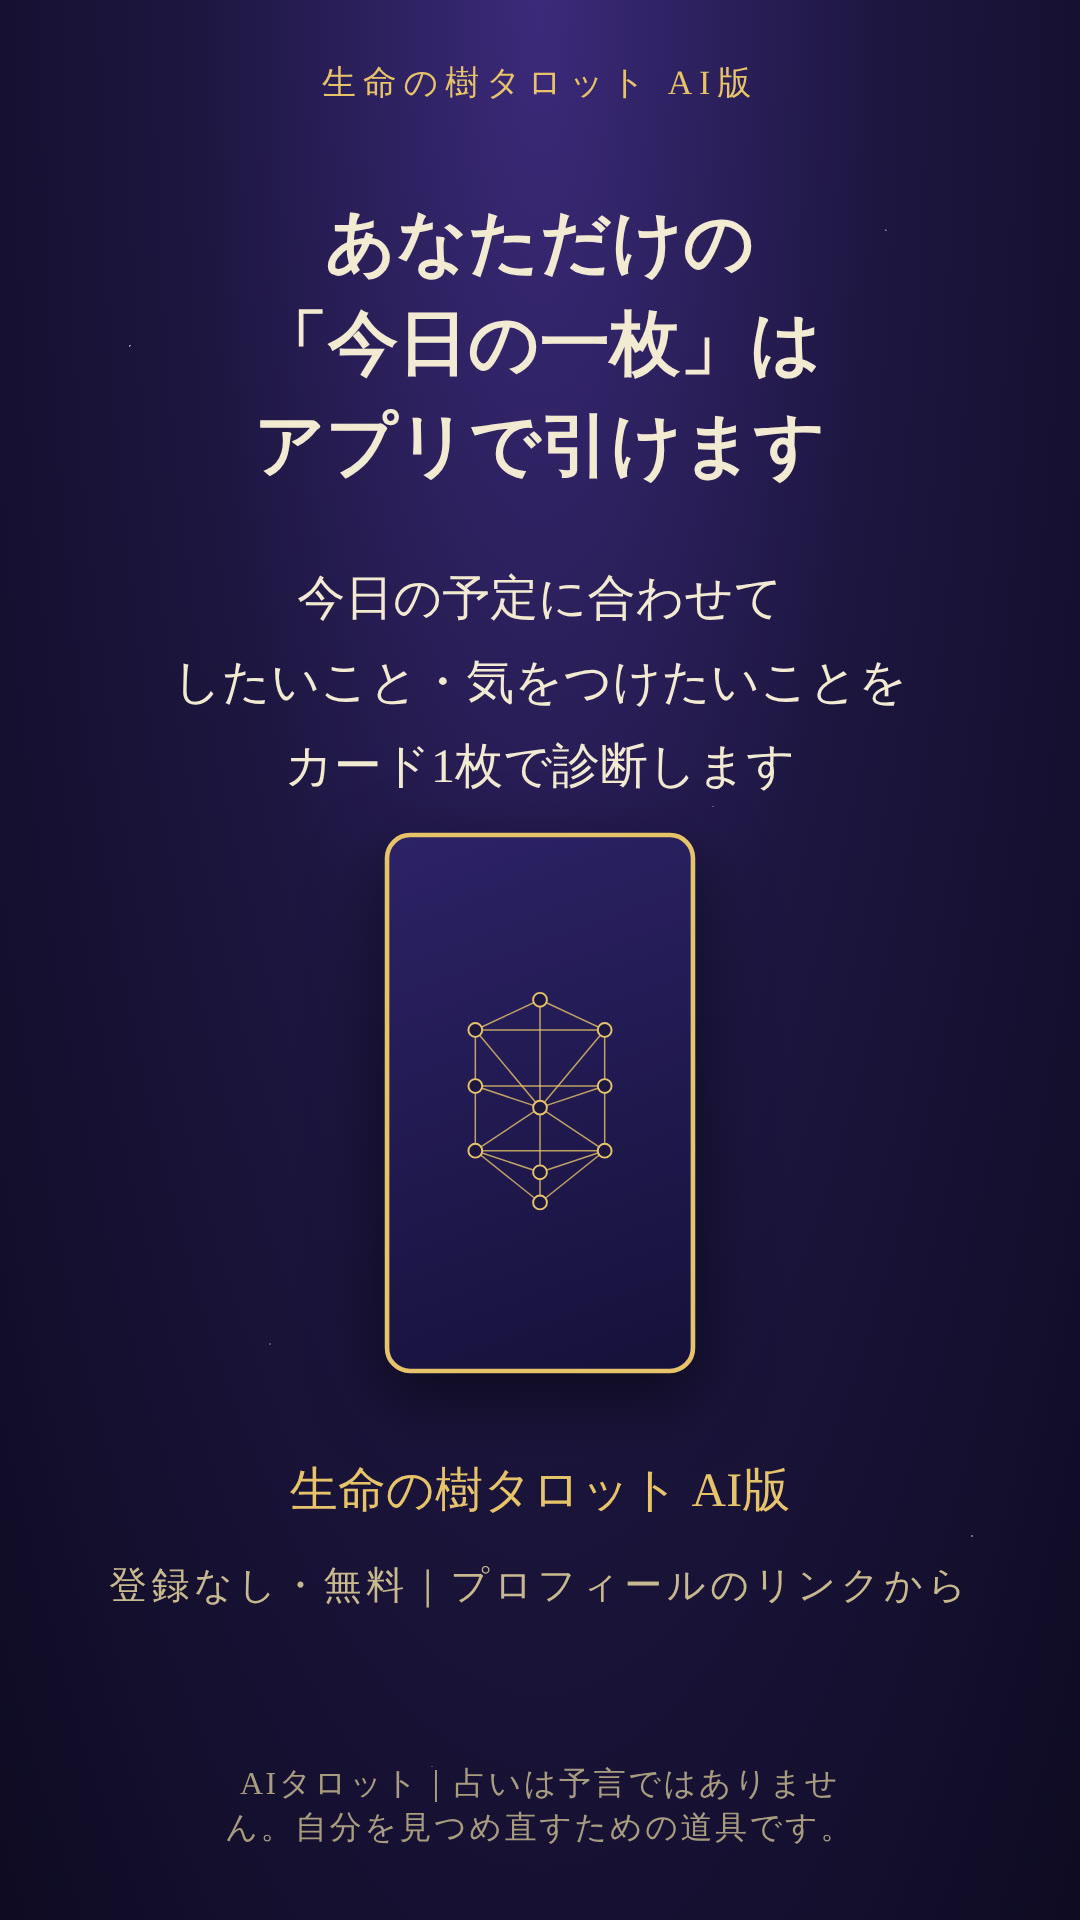 生命の樹タロット AI版
あなただけの
「今日の一枚」は
アプリで引けます
今日の予定に合わせて
したいこと・気をつけたいことを
カード1枚で診断します
生命の樹タロット AI版
登録なし・無料｜プロフィールのリンクから
AIタロット｜占いは予言ではありませ
ん。自分を見つめ直すための道具です。